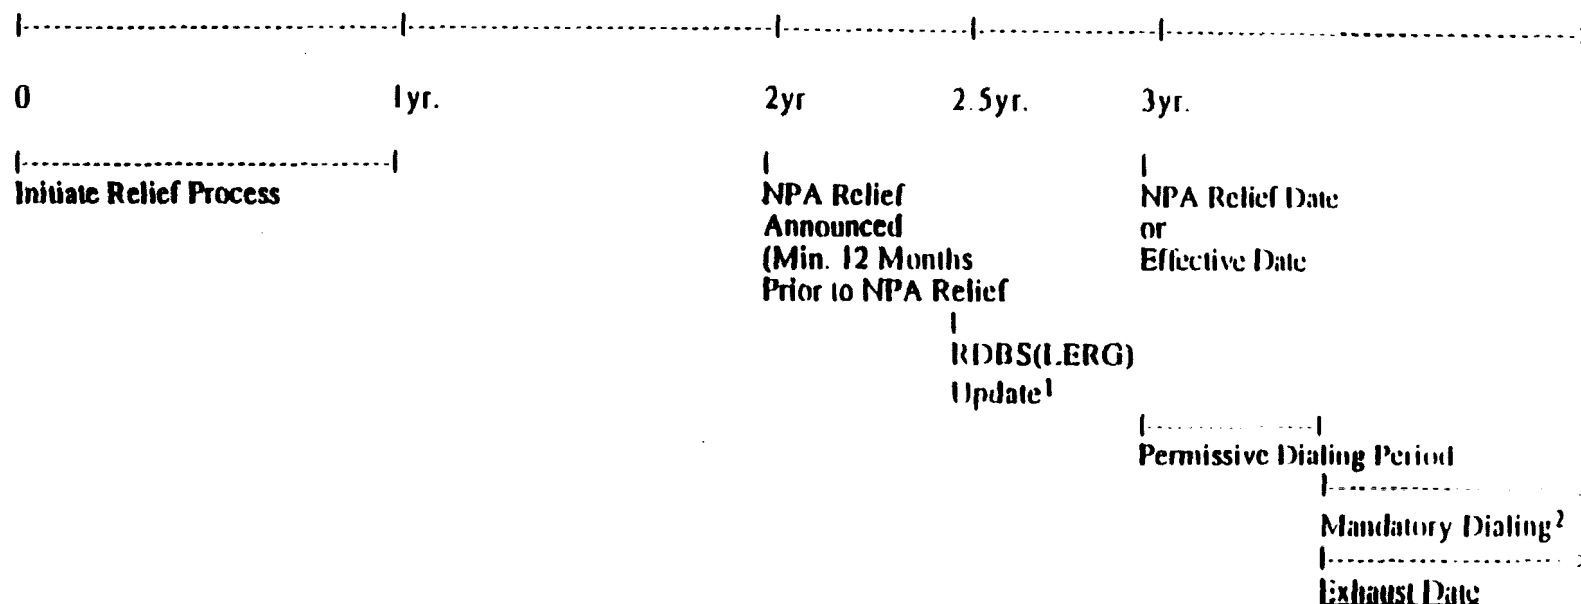 0 1yr. 2yr 2.5yr. 3yr.
Initiate Relief Process
NPA Relief
Announced
(Min. 12 Months
Prior to NPA Relief
NPA Relief Date
or
Effective Date
RDBS(LERG)
Update¹
Permissive Dialing Period
Mandatory Dialing²
Exhaust Date